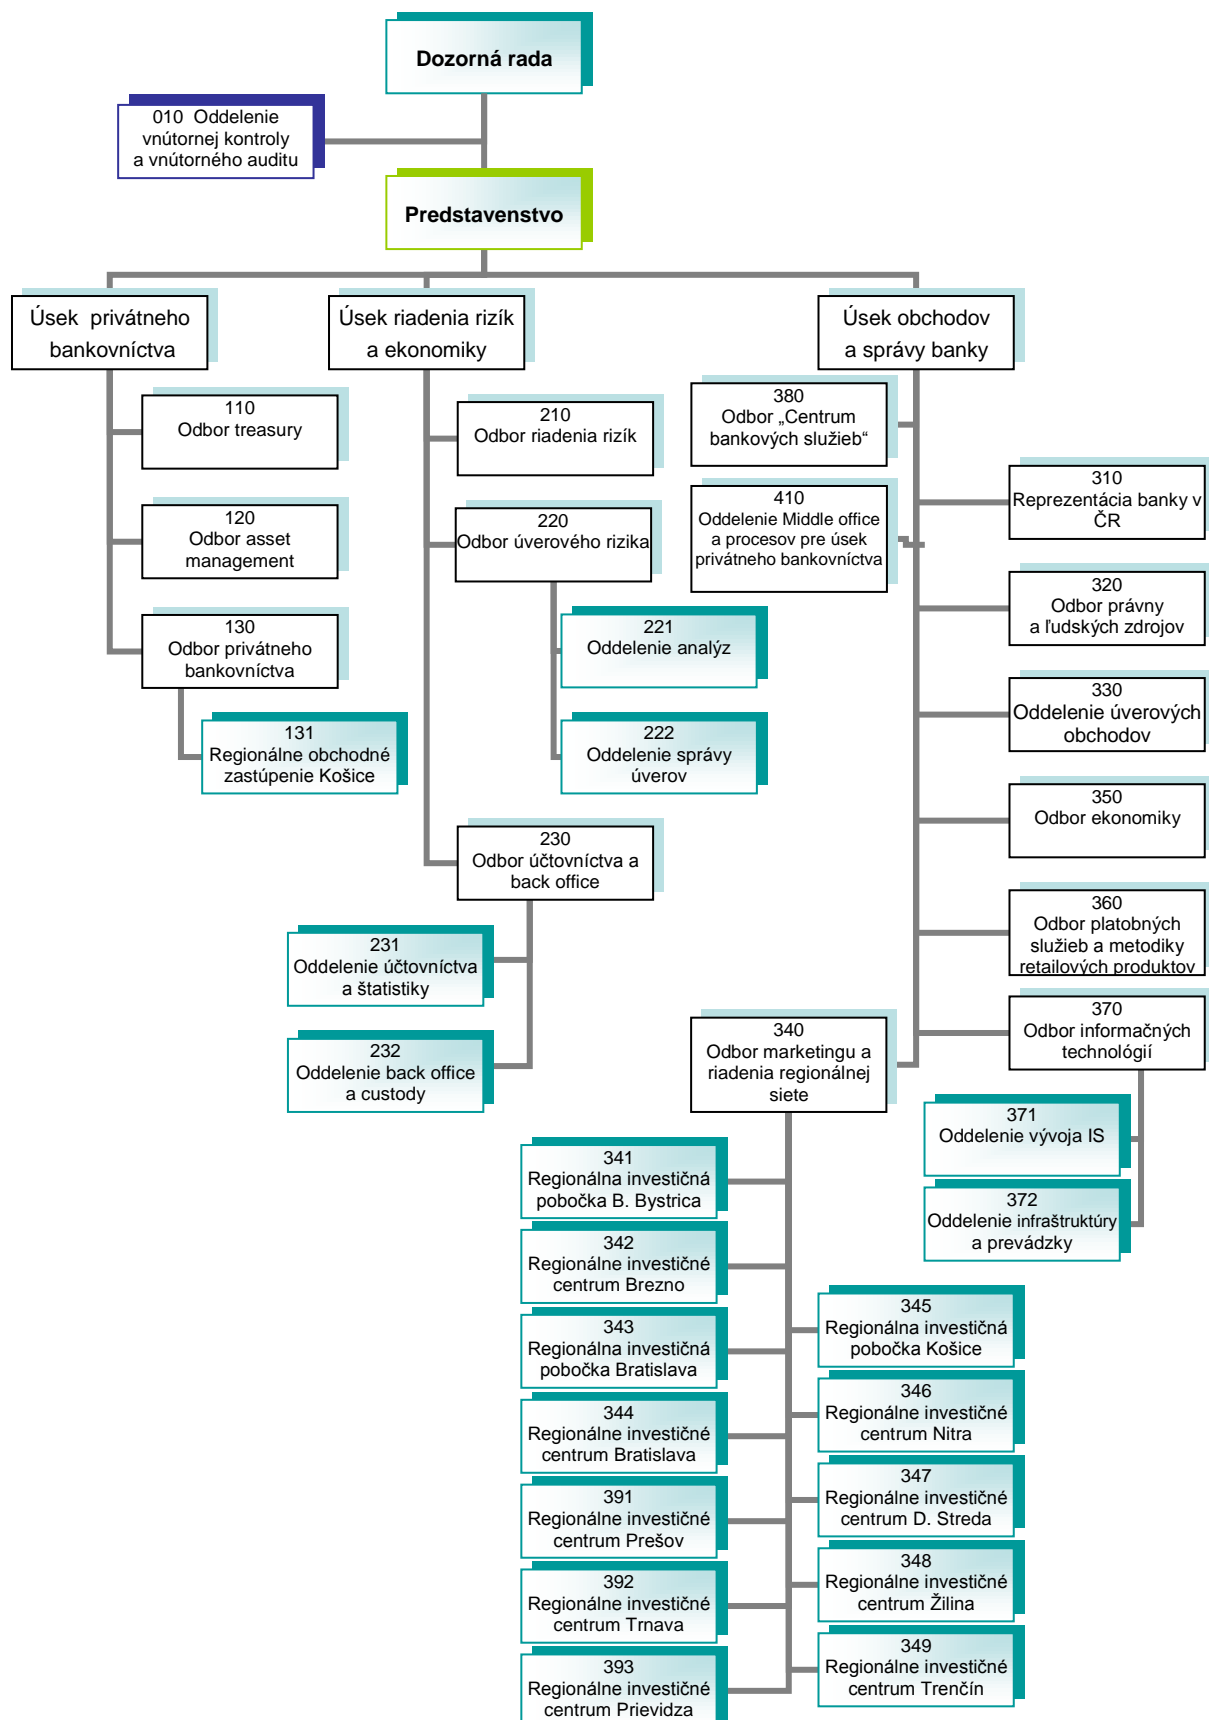 Dozorná rada
010 Oddelenie
vnútornej kontroly
a vnútorného auditu
Predstavenstvo
Úsek privátneho
bankovníctva
Úsek riadenia rizík
a ekonomiky
Úsek obchodov
a správy banky
110
Odbor treasury
120
Odbor asset
management
130
Odbor privátneho
bankovníctva
131
Regionálne obchodné
zastúpenie Košice
210
Odbor riadenia rizík
220
Odbor úverového rizika
221
Oddelenie analýz
222
Oddelenie správy
úverov
230
Odbor účtovníctva a
back office
231
Oddelenie účtovníctva
a štatistiky
232
Oddelenie back office
a custody
380
Odbor „Centrum
bankových služieb“
410
Oddelenie Middle office
a procesov pre úsek
privátneho bankovníctva
310
Reprezentácia banky v
ČR
320
Odbor právny
a ľudských zdrojov
330
Oddelenie úverových
obchodov
350
Odbor ekonomiky
360
Odbor platobných
služieb a metodiky
retailových produktov
370
Odbor informačných
technológií
371
Oddelenie vývoja IS
372
Oddelenie infraštruktúry
a prevádzky
340
Odbor marketingu a
riadenia regionálnej
siete
341
Regionálna investičná
pobočka B. Bystrica
342
Regionálne investičné
centrum Brezno
343
Regionálna investičná
pobočka Bratislava
344
Regionálne investičné
centrum Bratislava
391
Regionálne investičné
centrum Prešov
392
Regionálne investičné
centrum Trnava
393
Regionálne investičné
centrum Prievidza
345
Regionálna investičná
pobočka Košice
346
Regionálne investičné
centrum Nitra
347
Regionálne investičné
centrum D. Streda
348
Regionálne investičné
centrum Žilina
349
Regionálne investičné
centrum Trenčín